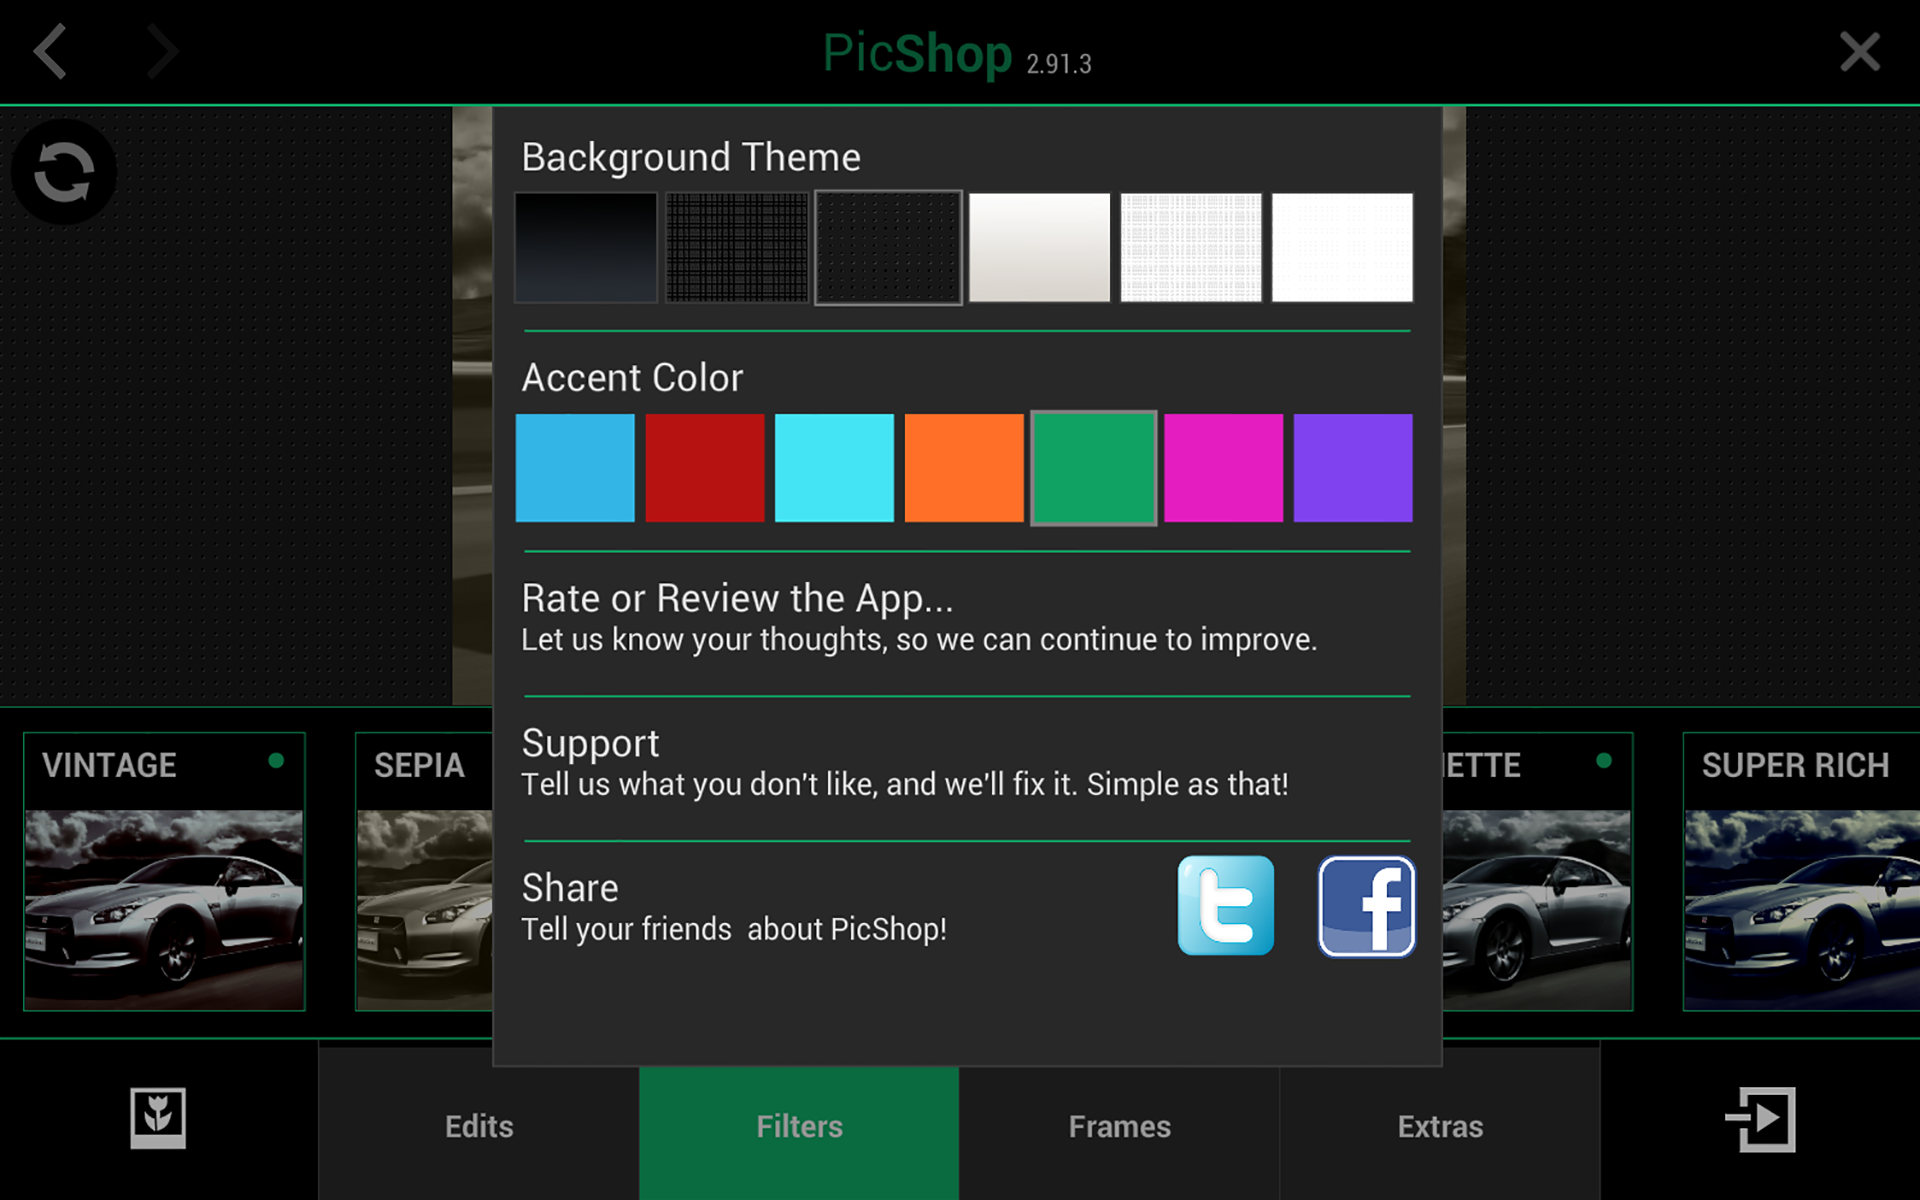 PicShop 2.91.3
Background Theme
Accent Color
Rate or Review the App...
Let us know your thoughts, so we can continue to improve.
Support
Tell us what you don't like, and we'll fix it. Simple as that!
Share
Tell your friends  about PicShop!
VINTAGE
SEPIA
ETTE
SUPER RICH
Edits
Filters
Frames
Extras